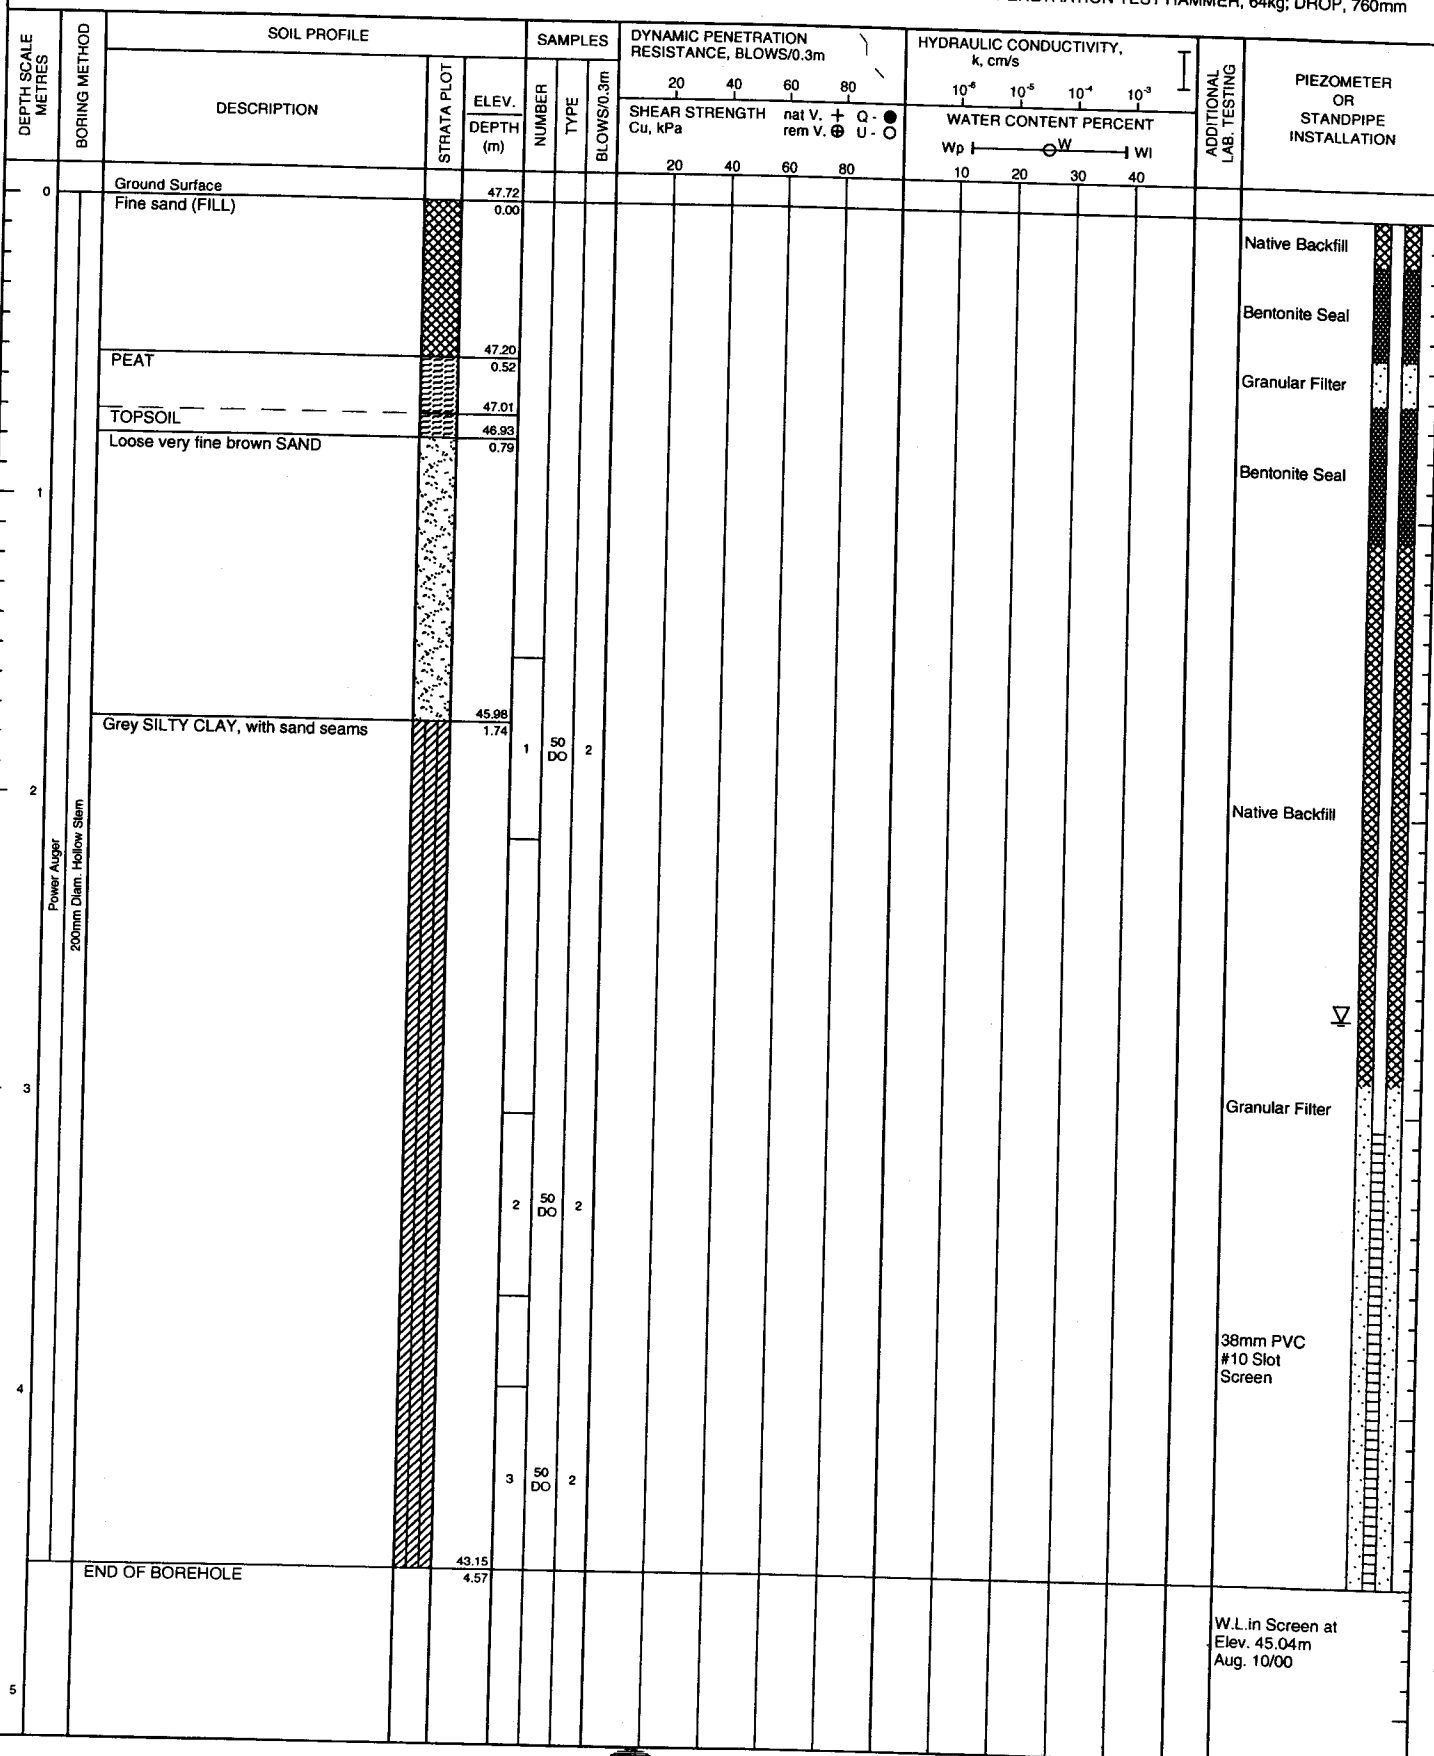 TEST HAMMER, 64kg; DROP, 760mm
DEPTH SCALE
METRES
BORING METHOD
SOIL PROFILE
DESCRIPTION
STRATA PLOT
ELEV.
DEPTH
(m)
SAMPLES
NUMBER
TYPE
BLOWS/0.3m
DYNAMIC PENETRATION
RESISTANCE, BLOWS/0.3m
20 40 60 80
SHEAR STRENGTH nat V. + Q - ●
Cu, kPa rem V. ⊕ U - O
20 40 60 80
HYDRAULIC CONDUCTIVITY,
k, cm/s
10-6 10-5 10-4 10-3
WATER CONTENT PERCENT
Wp W Wl
10 20 30 40
ADDITIONAL
LAB. TESTING
PIEZOMETER
OR
STANDPIPE
INSTALLATION
0
Ground Surface
47.72
Fine sand (FILL)
0.00
Native Backfill
Bentonite Seal
47.20
PEAT
0.52
Granular Filter
47.01
TOPSOIL
46.93
Loose very fine brown SAND
0.79
Bentonite Seal
1
45.98
Grey SILTY CLAY, with sand seams
1.74
1
50
DO
2
2
Native Backfill
Power Auger
200mm Diam. Hollow Stem
3
Granular Filter
2
50
DO
2
38mm PVC
#10 Slot
Screen
4
3
50
DO
2
43.15
END OF BOREHOLE
4.57
W.L.in Screen at
Elev. 45.04m
Aug. 10/00
5